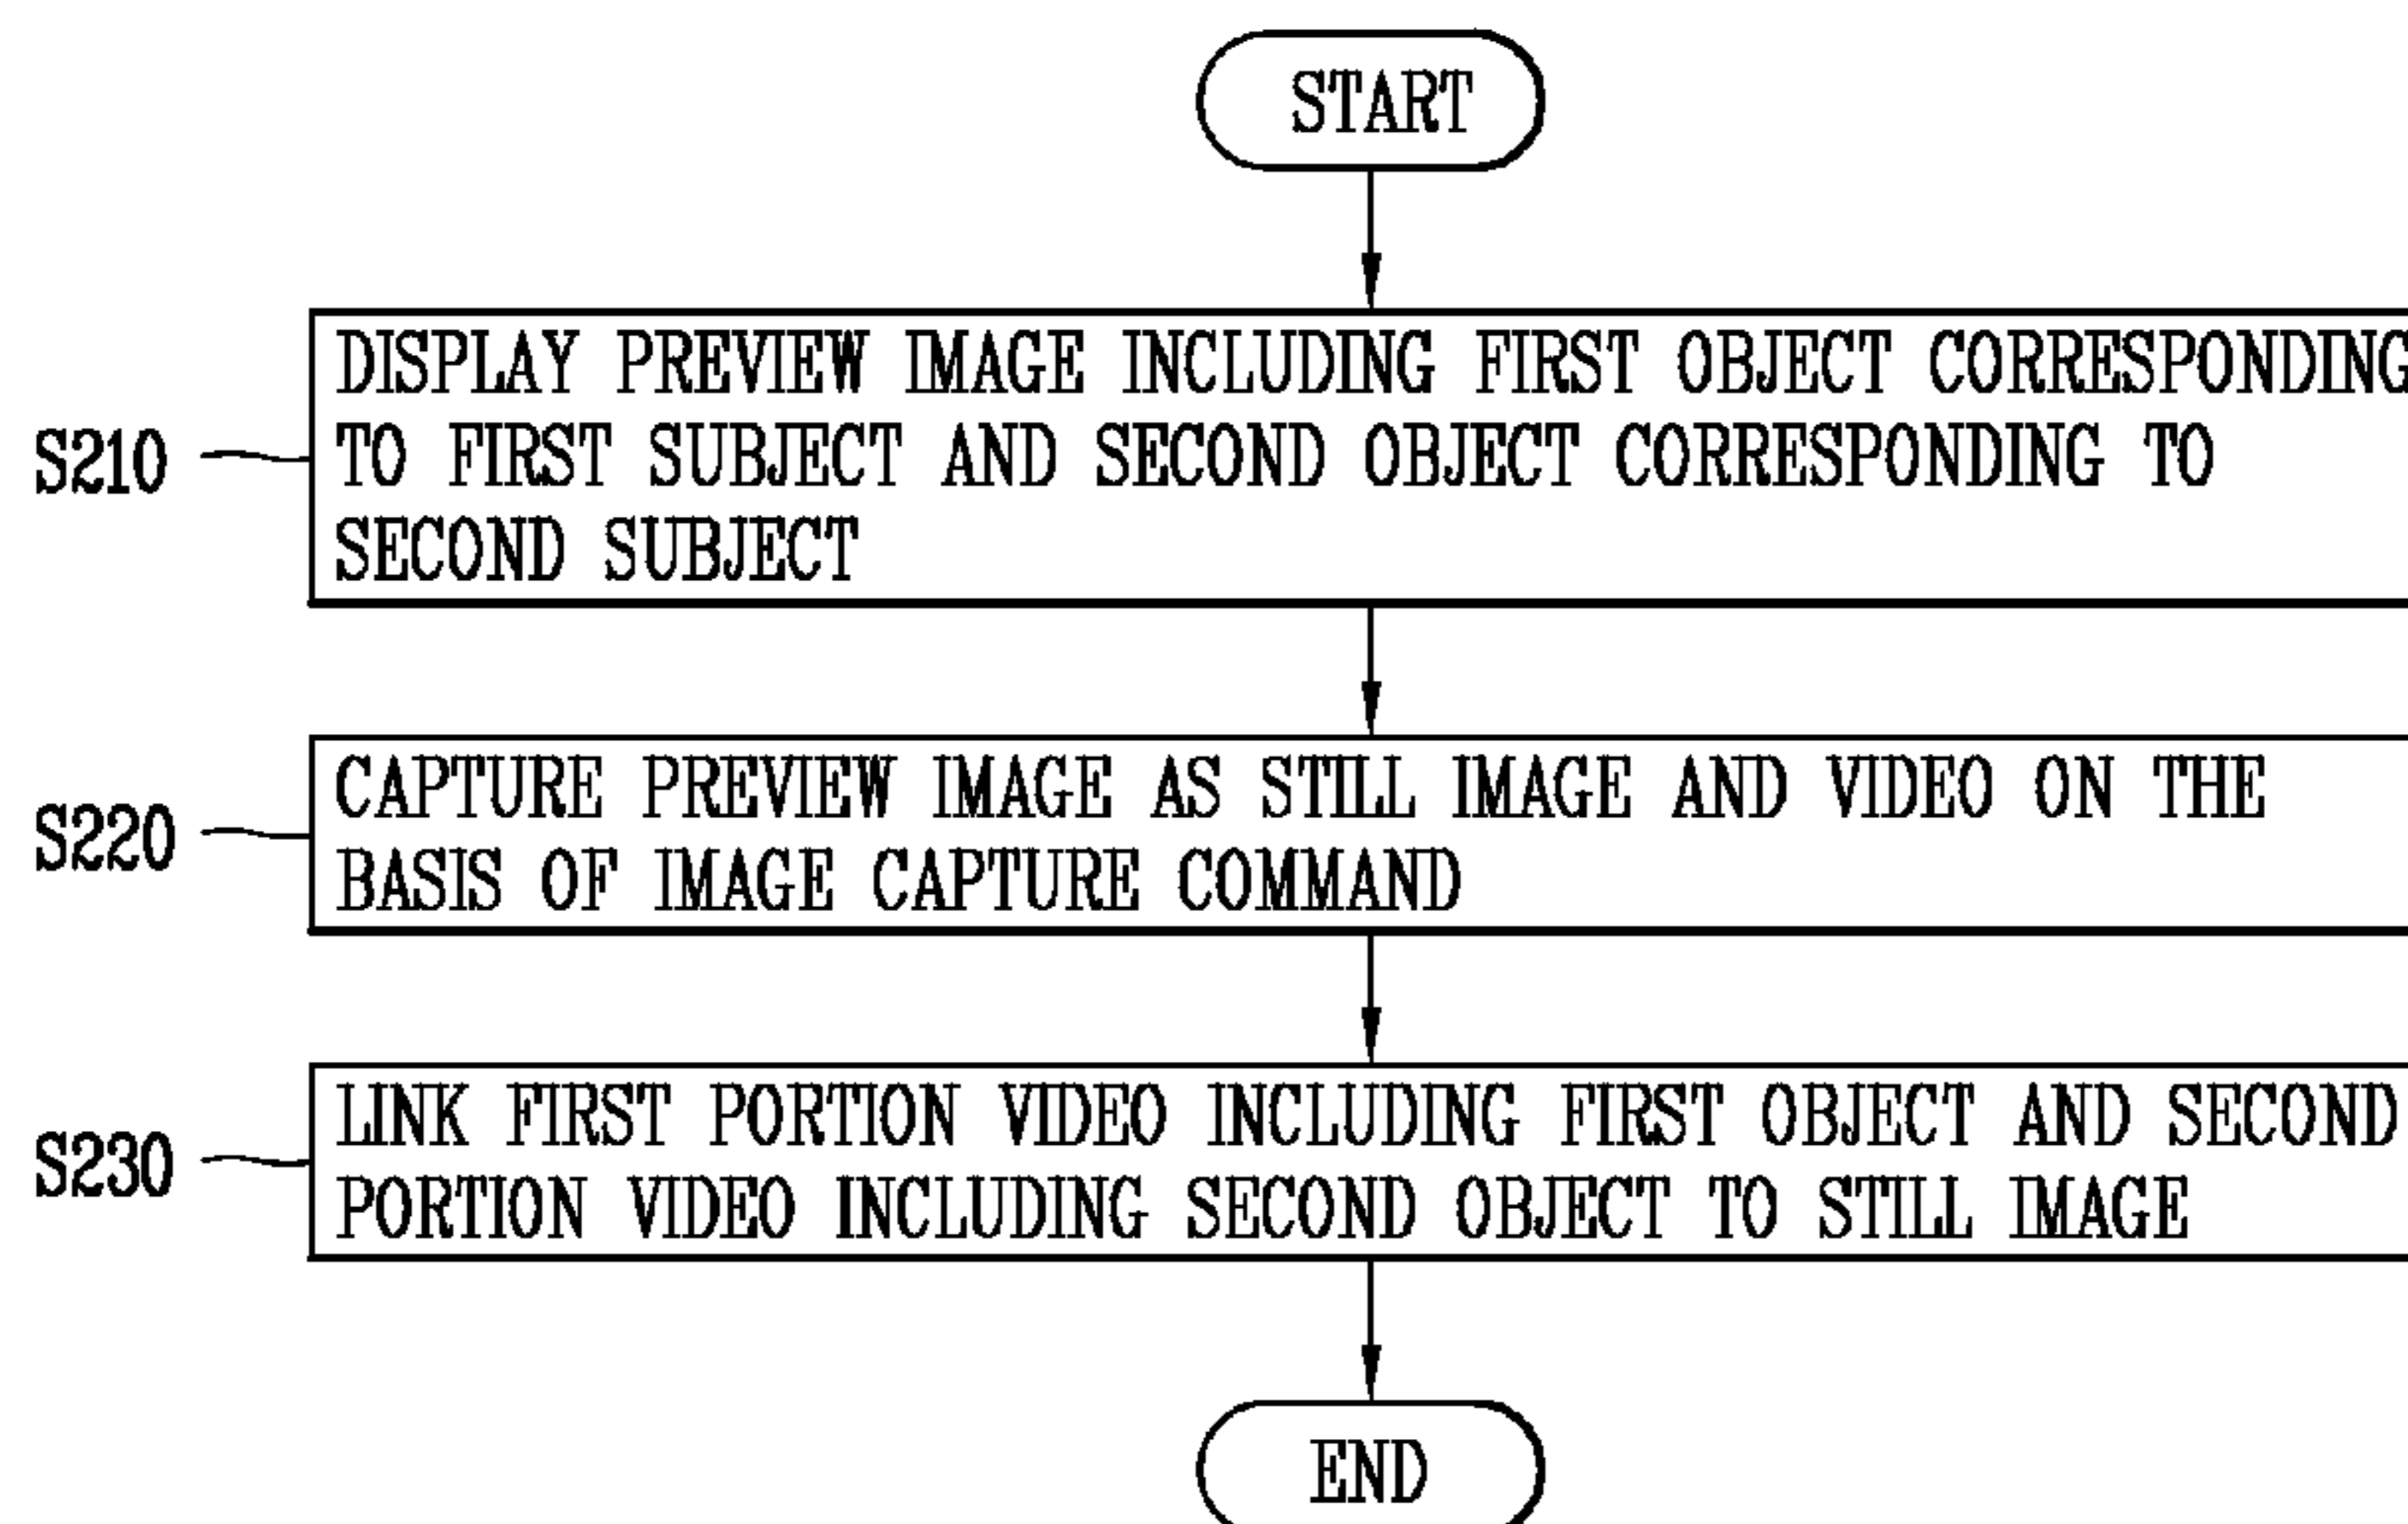 START
DISPLAY PREVIEW IMAGE INCLUDING FIRST OBJECT CORRESPONDING
S210
TO FIRST SUBJECT AND SECOND OBJECT CORRESPONDING TO
SECOND SUBJECT
CAPTURE PREVIEW IMAGE AS STILL IMAGE AND VIDEO ON THE
S220
BASIS OF IMAGE CAPTURE COMMAND
LINK FIRST PORTION VIDEO INCLUDING FIRST OBJECT AND SECOND
S230
PORTION VIDEO INCLUDING SECOND OBJECT TO STILL IMAGE
END